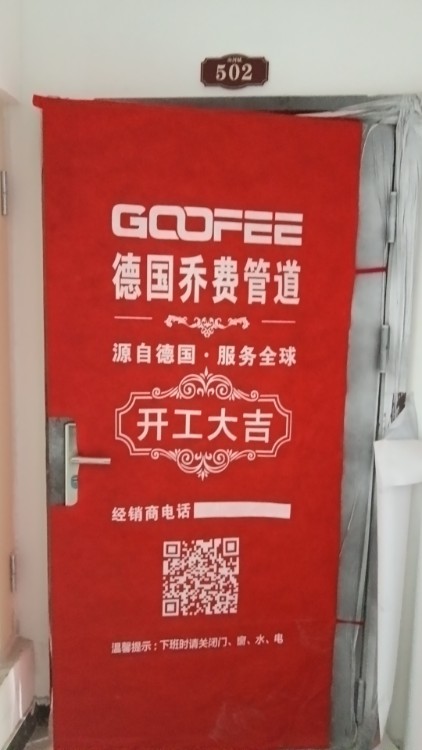 502
GOOFEE
德国乔费管道
源自德国·服务全球
开工大吉
经销商电话
温馨提示：下班时请关闭门、窗、水、电